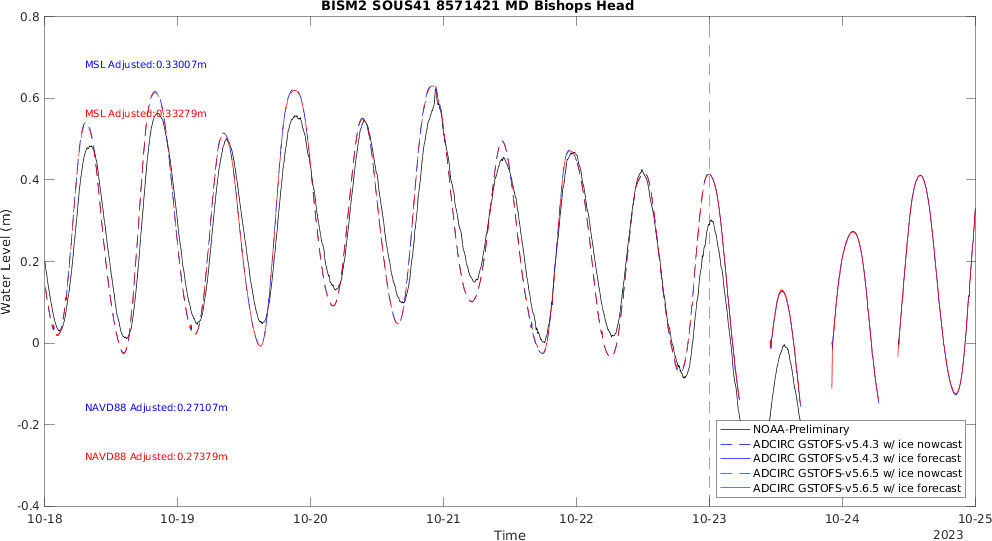 BISM2 SOUS41 8571421 MD Bishops Head
0.8
0.6
0.4
0.2
0
-0.2
-0.4
Water Level (m)
MSL Adjusted:0.33007m
MSL Adjusted:0.33279m
NAVD88 Adjusted:0.27107m
NAVD88 Adjusted:0.27379m
NOAA-Preliminary
ADCIRC GSTOFS-v5.4.3 w/ ice nowcast
ADCIRC GSTOFS-v5.4.3 w/ ice forecast
ADCIRC GSTOFS-v5.6.5 w/ ice nowcast
ADCIRC GSTOFS-v5.6.5 w/ ice forecast
10-18 10-19 10-20 10-21 10-22 10-23 10-24 10-25
Time
2023